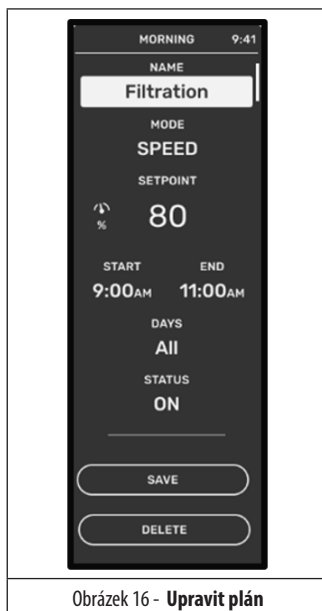 MORNING 9:41
NAME
Filtration
MODE
SPEED
SETPOINT
% 80
START END
9:00AM 11:00AM
DAYS
All
STATUS
ON
SAVE
DELETE
Obrázek 16 - Upravit plán